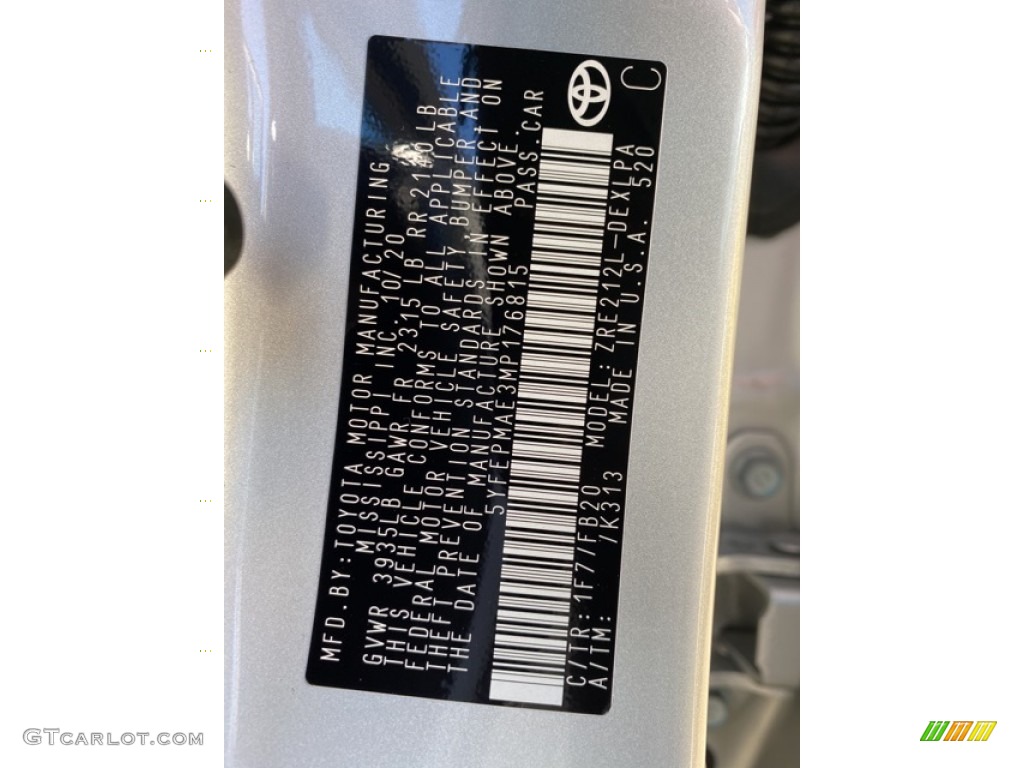 MFD.BY:TOYOTA MOTOR MANUFACTURING
MISSISSIPPI INC. 10/20
GVWR 3935LB GAWR FR 2315 LB RR 2140LB
THIS VEHICLE CONFORMS TO ALL APPLICABLE
FEDERAL MOTOR VEHICLE SAFETY,BUMPER AND
THEFT PREVENTION STANDARDS IN EFFECT ON
THE DATE OF MANUFACTURE SHOWN ABOVE.
5YFEPMAE3MP176815 PASS.CAR
C/TR:1F7/FB20 MODEL:ZRE212L-DEXLPA
A/TM: /K313 MADE IN U.S.A. 520
C
GTCARLOT.COM